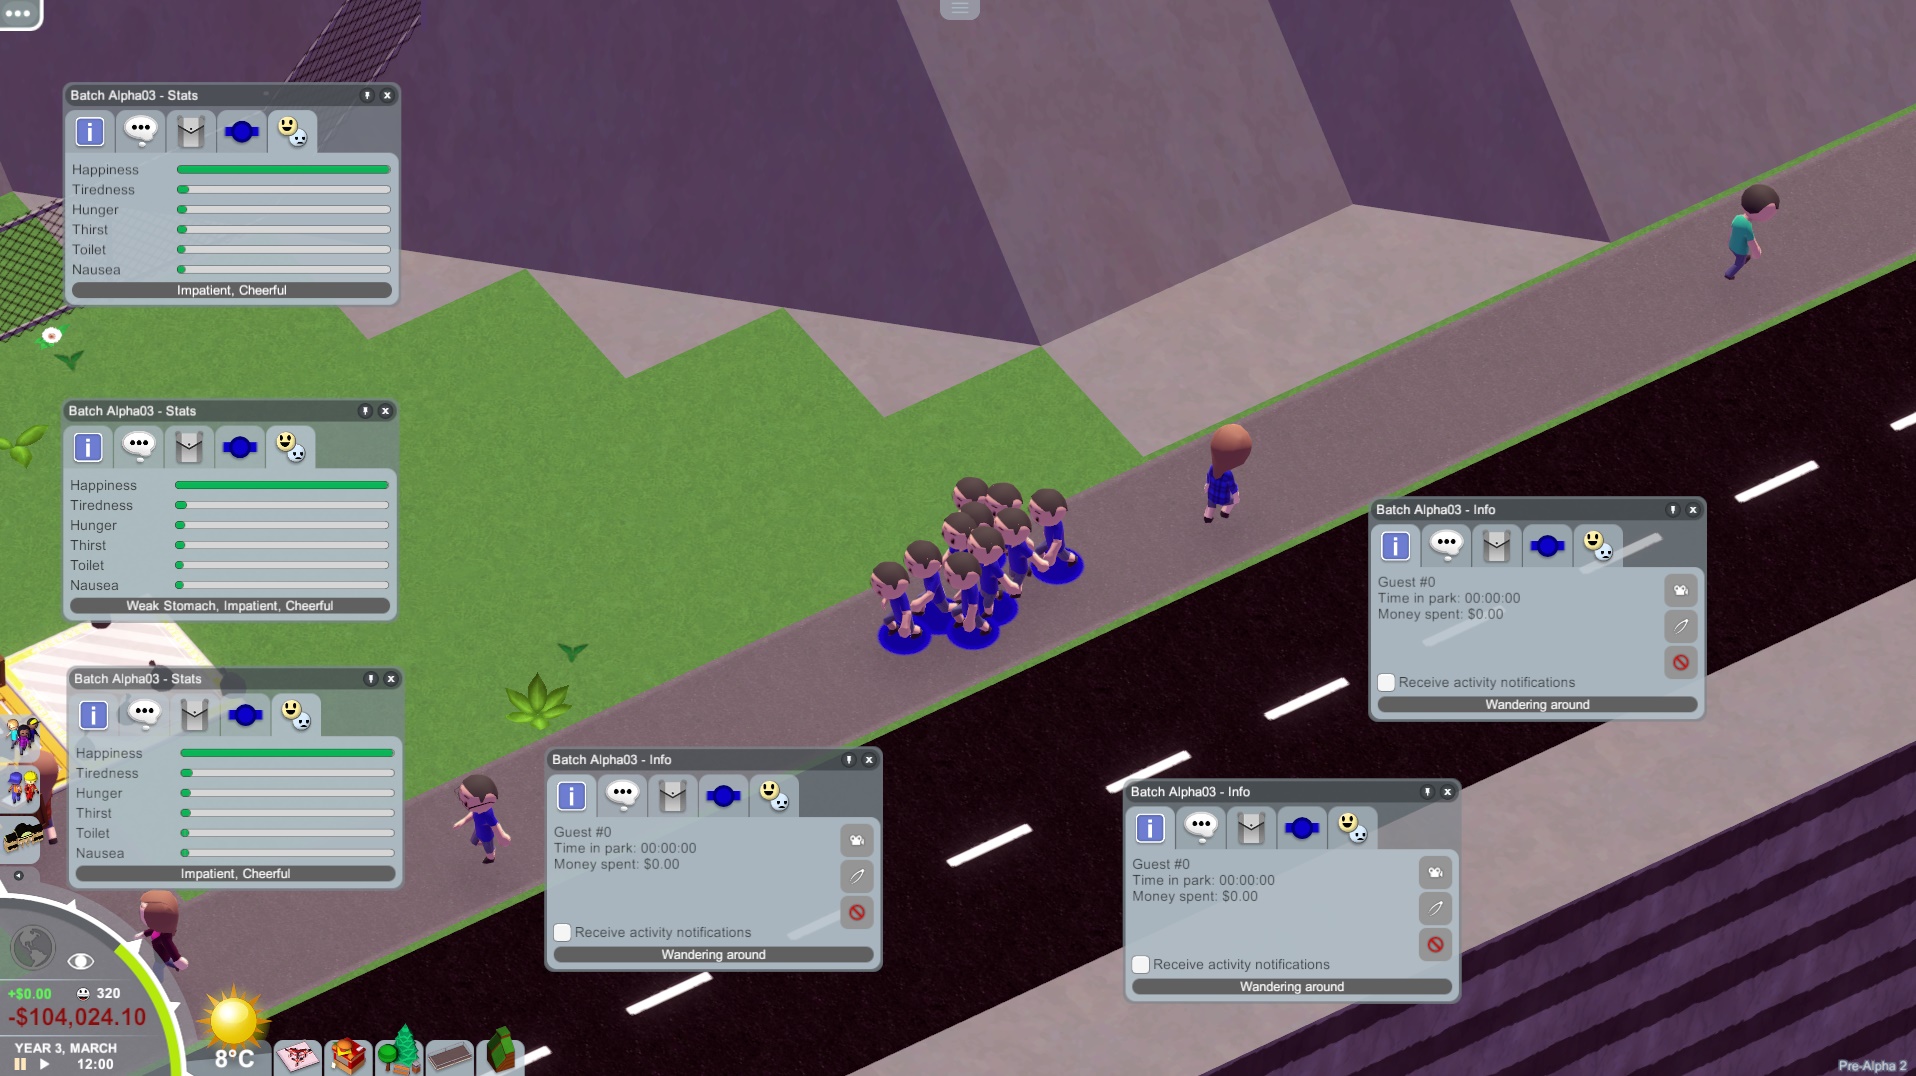 Batch Alpha03 - Stats
Happiness
Tiredness
Hunger
Thirst
Toilet
Nausea
Impatient, Cheerful
Batch Alpha03 - Stats
Happiness
Tiredness
Hunger
Thirst
Toilet
Nausea
Weak Stomach, Impatient, Cheerful
Batch Alpha03 - Stats
Happiness
Tiredness
Hunger
Thirst
Toilet
Nausea
Impatient, Cheerful
Batch Alpha03 - Info
Guest #0
Time in park: 00:00:00
Money spent: $0.00
Receive activity notifications
Wandering around
Batch Alpha03 - Info
Guest #0
Time in park: 00:00:00
Money spent: $0.00
Receive activity notifications
Wandering around
Batch Alpha03 - Info
Guest #0
Time in park: 00:00:00
Money spent: $0.00
Receive activity notifications
Wandering around
+$0.00 320
-$104,024.10
YEAR 3, MARCH
12:00
8°C
Pre-Alpha 2